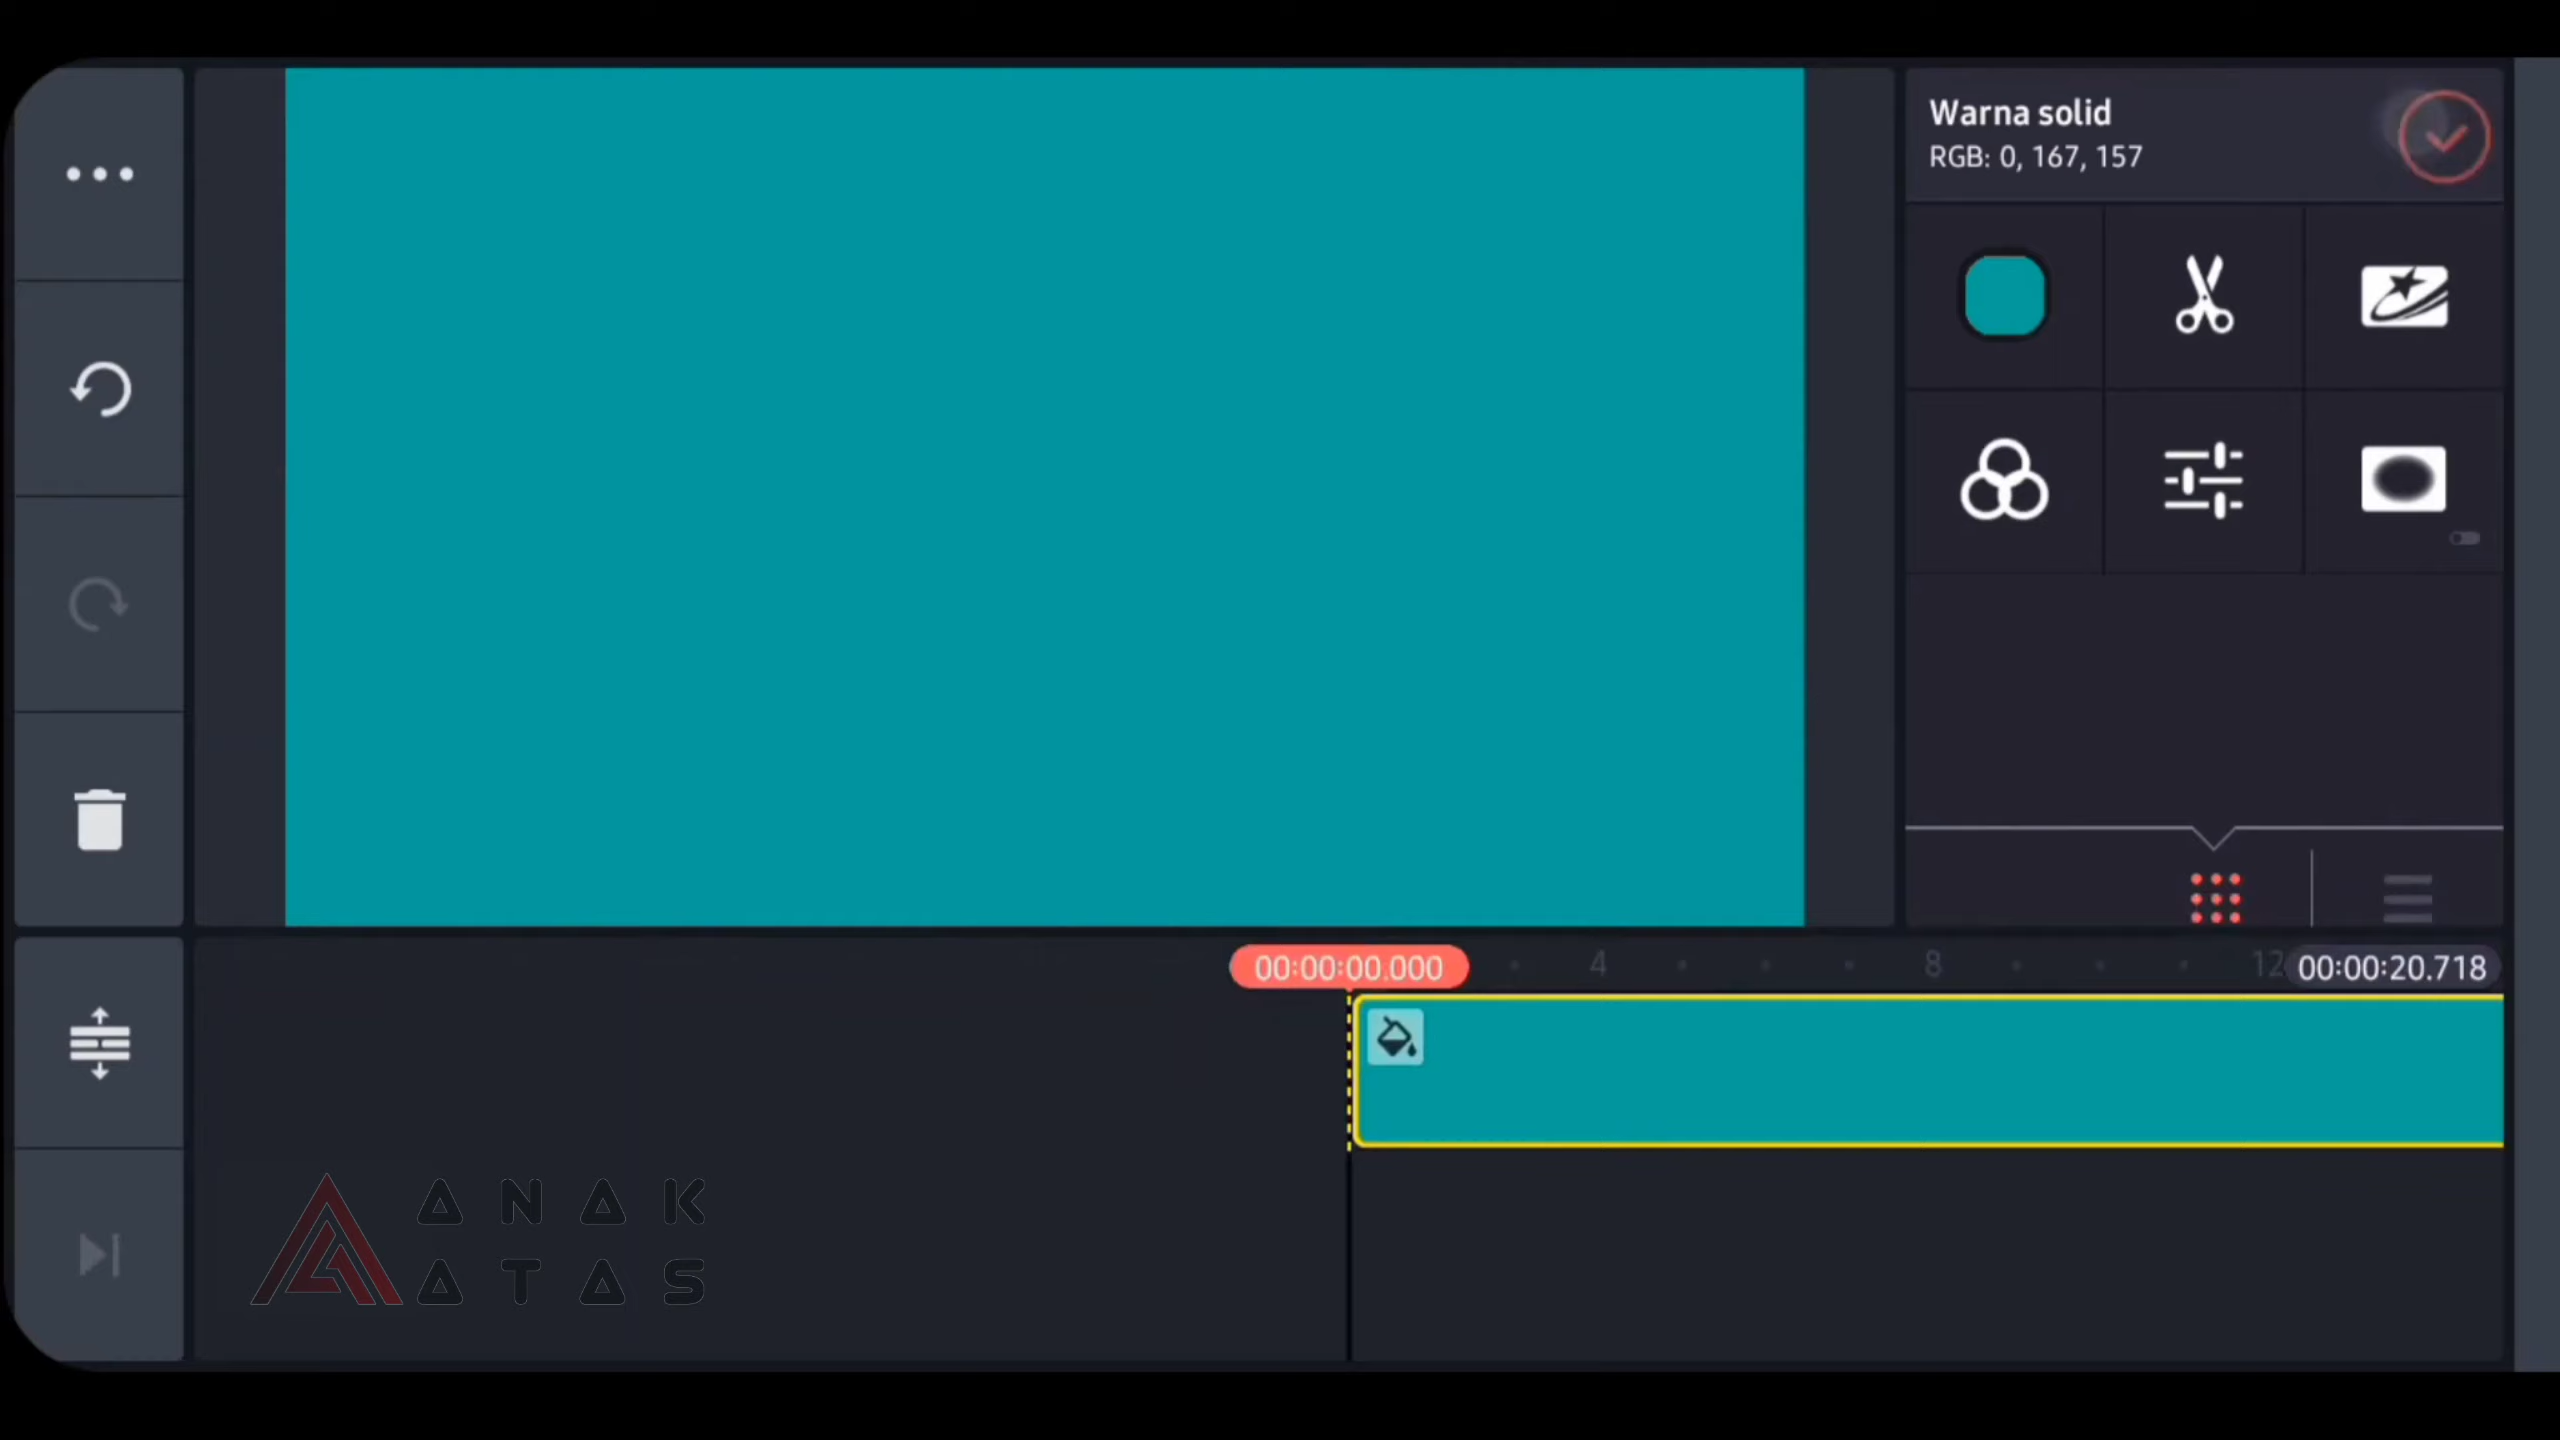 Warna solid
RGB: 0, 167, 157
00:00:00.000
4
8
12
00:00:20.718
ANAK
ATAS